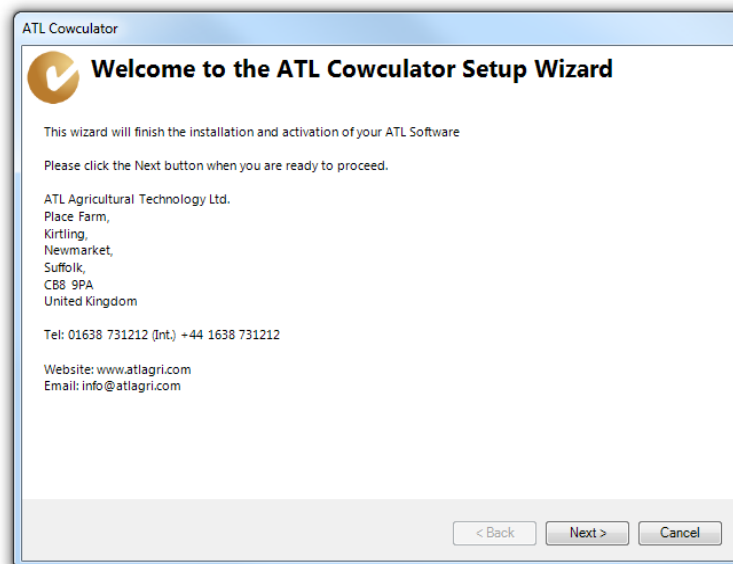 ATL Cowculator
Welcome to the ATL Cowculator Setup Wizard
This wizard will finish the installation and activation of your ATL Software
Please click the Next button when you are ready to proceed.
ATL Agricultural Technology Ltd.
Place Farm,
Kirtling,
Newmarket,
Suffolk,
CB8 9PA
United Kingdom
Tel: 01638 731212 (Int.) +44 1638 731212
Website: www.atlagri.com
Email: info@atlagri.com
< Back Next > Cancel